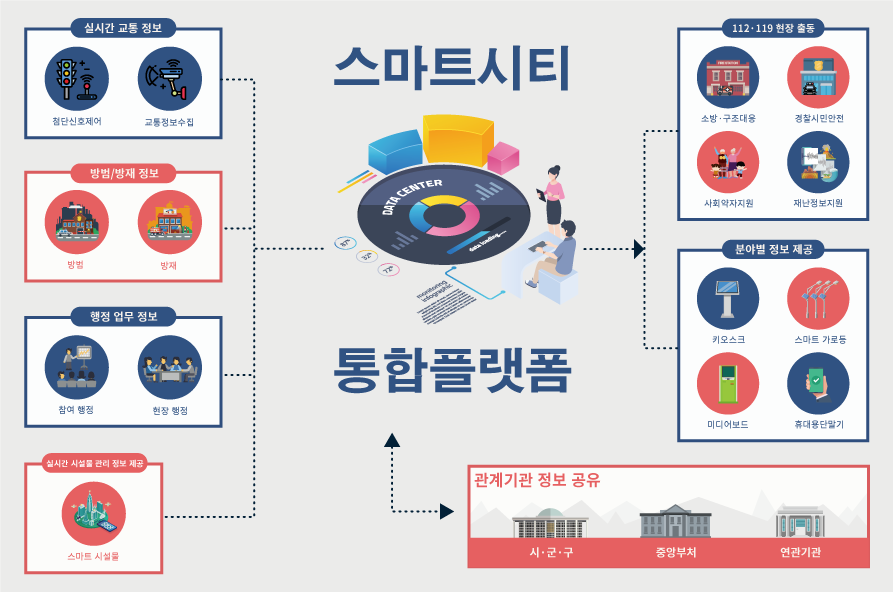 실시간 교통 정보
첨단신호제어
교통정보수집
방범/방재 정보
방범
방재
행정 업무 정보
참여 행정
현장 행정
실시간 시설물 관리 정보 제공
스마트 시설물
스마트시티
DATA CENTER
data loading....
87%
32%
72%
monitoring
infographic
통합플랫폼
112·119 현장 출동
소방·구조대응
경찰시민안전
사회약자지원
재난정보지원
분야별 정보 제공
키오스크
스마트 가로등
미디어보드
휴대용단말기
관계기관 정보 공유
시·군·구
중앙부처
연관기관